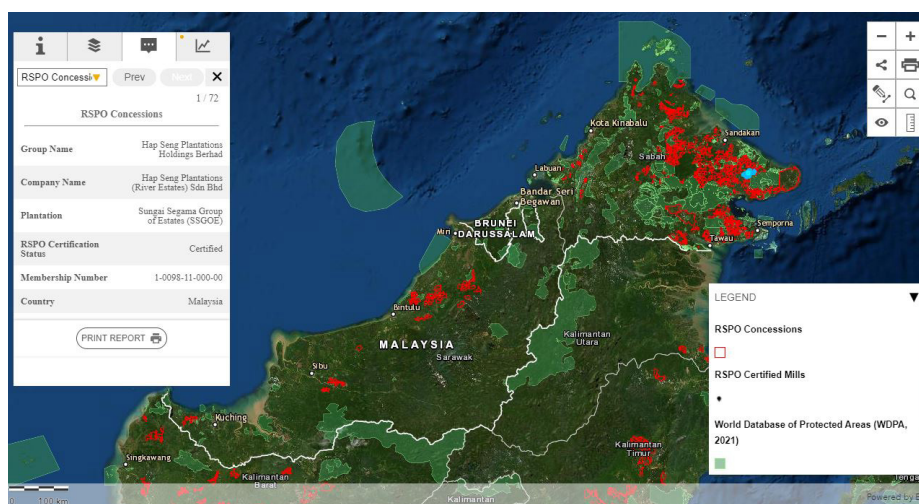 RSPO Concessi
Prev
Next
1 / 72
RSPO Concessions
Group Name
Hap Seng Plantations
Holdings Berhad
Company Name
Hap Seng Plantations
(River Estates) Sdn Bhd
Plantation
Sungai Segama Group
of Estates (SSGOE)
RSPO Certification
Status
Certified
Membership Number
1-0098-11-000-00
Country
Malaysia
PRINT REPORT
Kota Kinabalu
Sandakan
Sabah
Labuan
Bandar Seri
Begawan
BRUNEI
DARUSSALAM
Miri
Semporna
Tawau
Bintulu
MALAYSIA
Sarawak
Kalimantan
Utara
Sibu
Kuching
Singkawang
Kalimantan
Barat
Kalimantan
Timur
Kalimantan
0
100 km
LEGEND
RSPO Concessions
RSPO Certified Mills
World Database of Protected Areas (WDPA,
2021)
Powered by